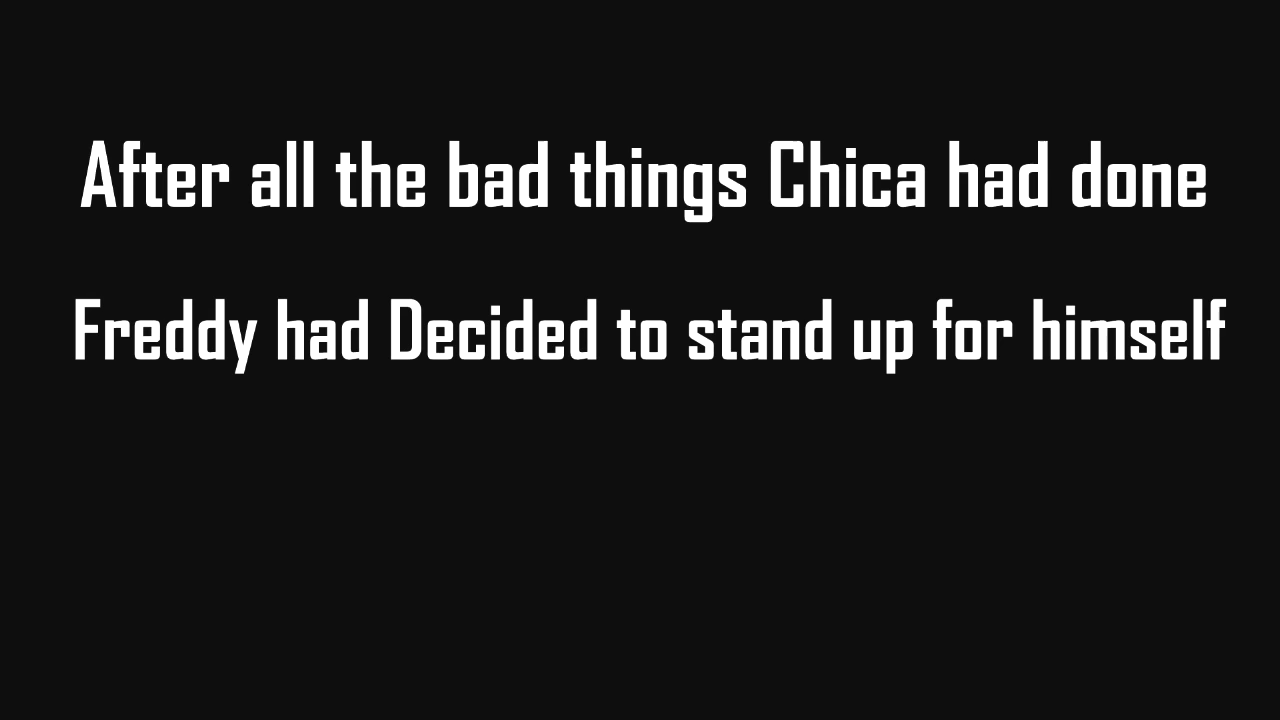 After all the bad things Chica had done
Freddy had Decided to stand up for himself